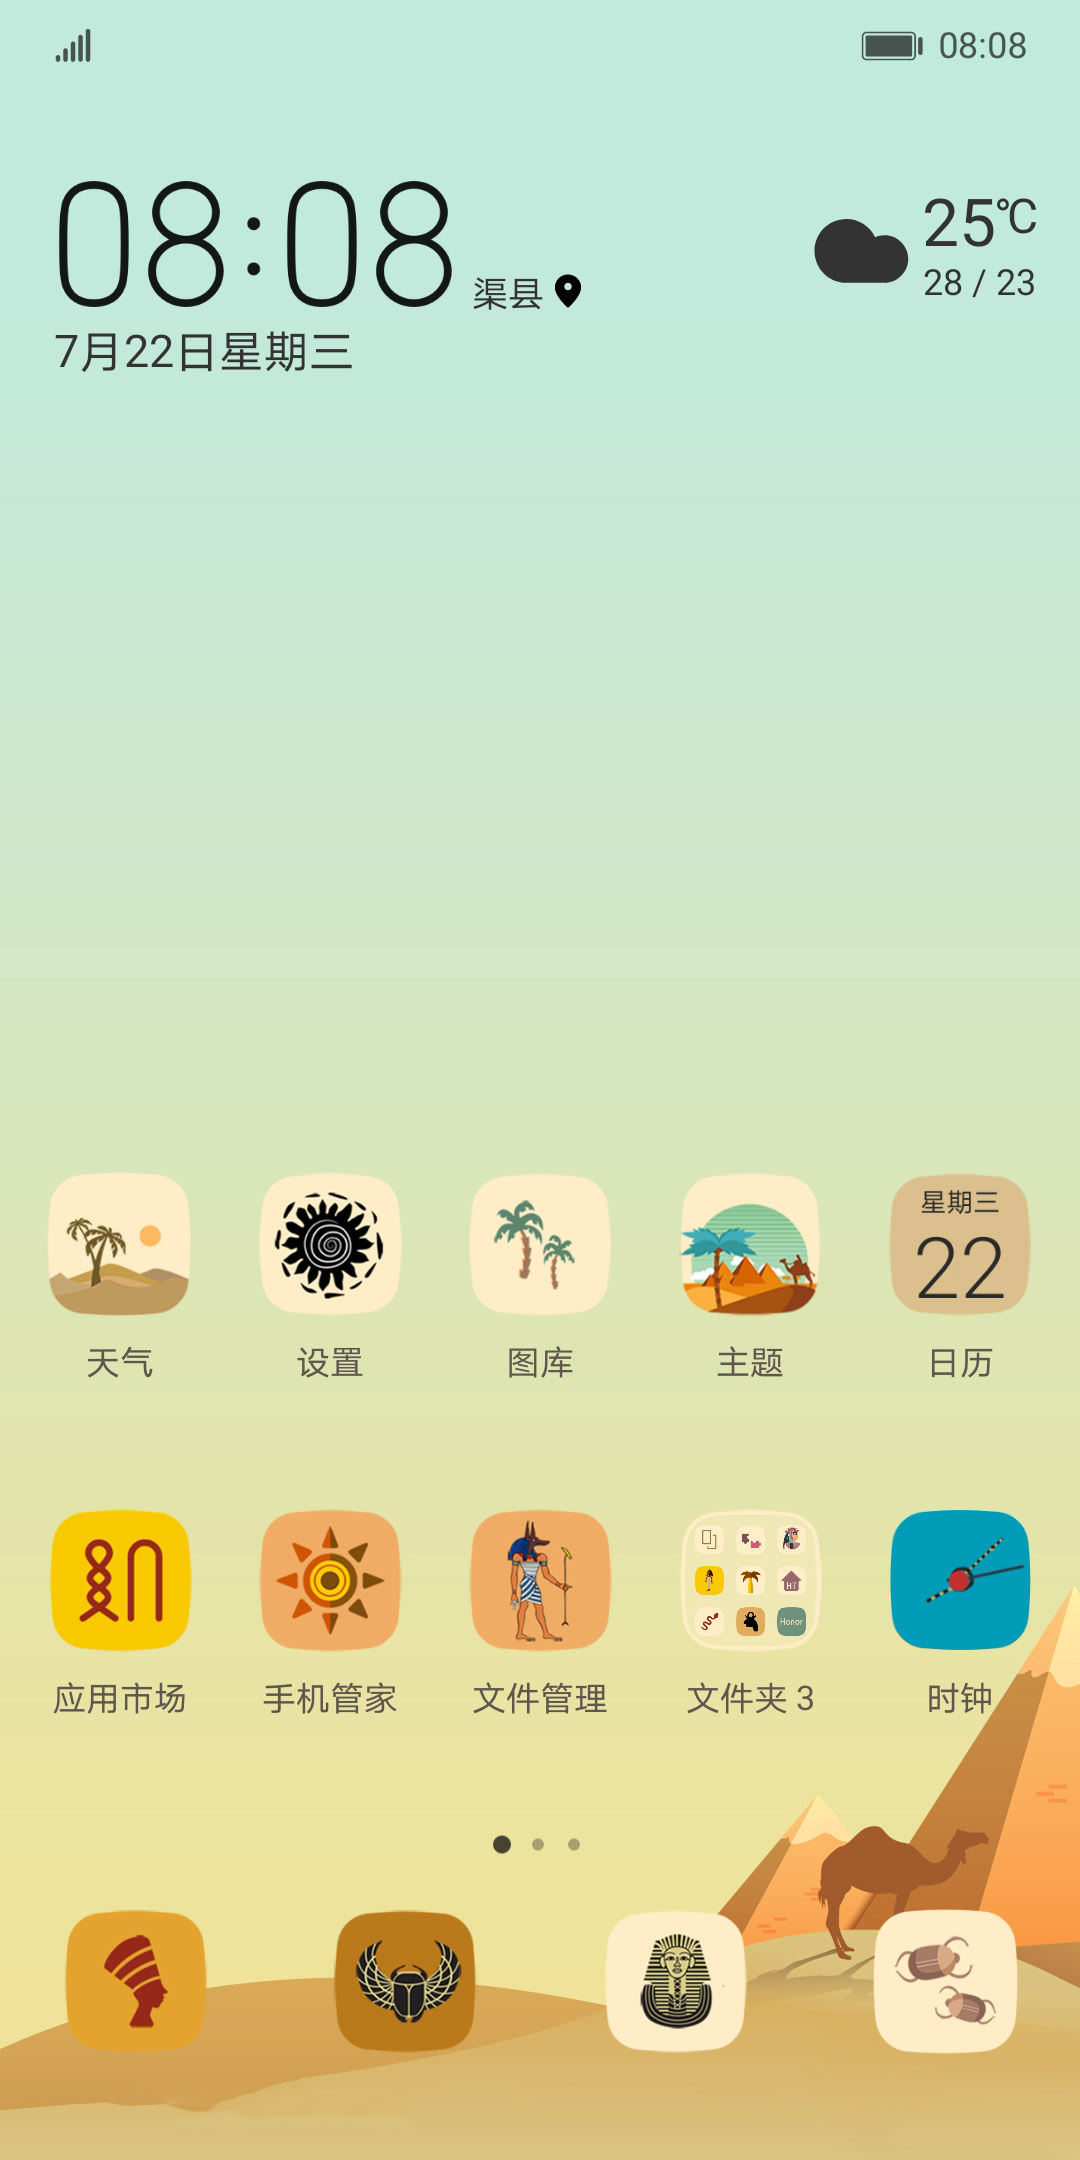 08:08
08:08
渠县
25℃
28 / 23
7月22日星期三
星期三
22
天气
设置
图库
主题
日历
H7
Honor
应用市场
手机管家
文件管理
文件夹 3
时钟